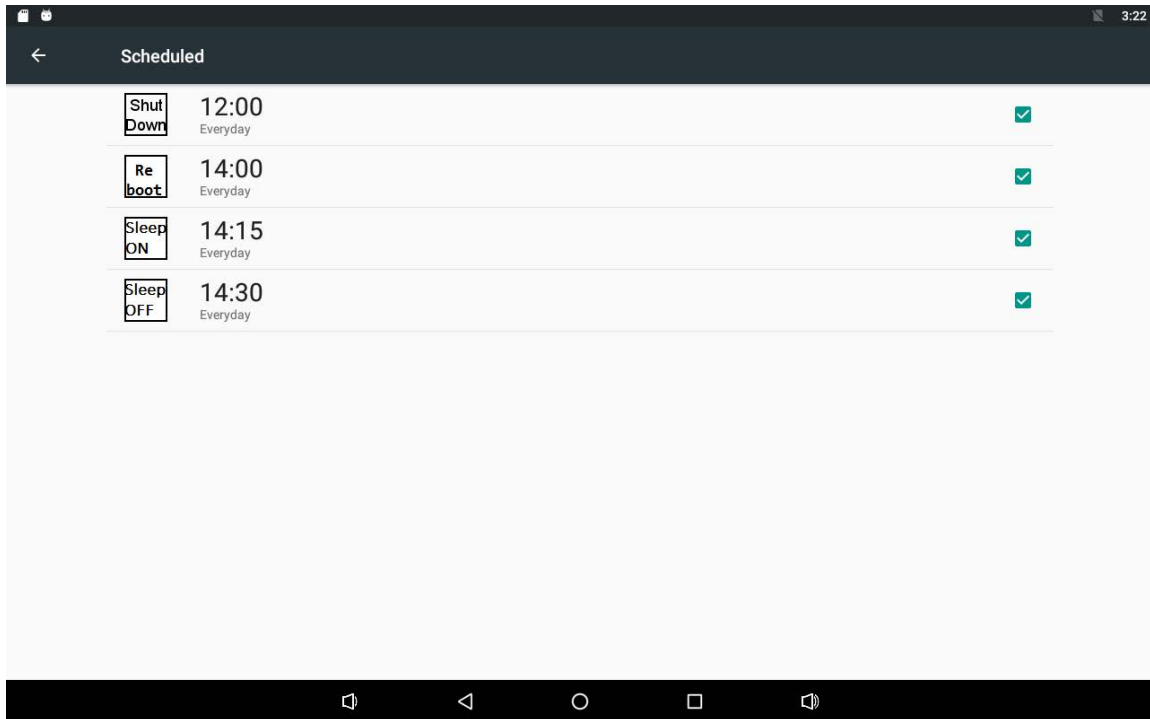 3:22
Scheduled
Shut
Down
12:00
Everyday
Re
boot
14:00
Everyday
Sleep
ON
14:15
Everyday
Sleep
OFF
14:30
Everyday